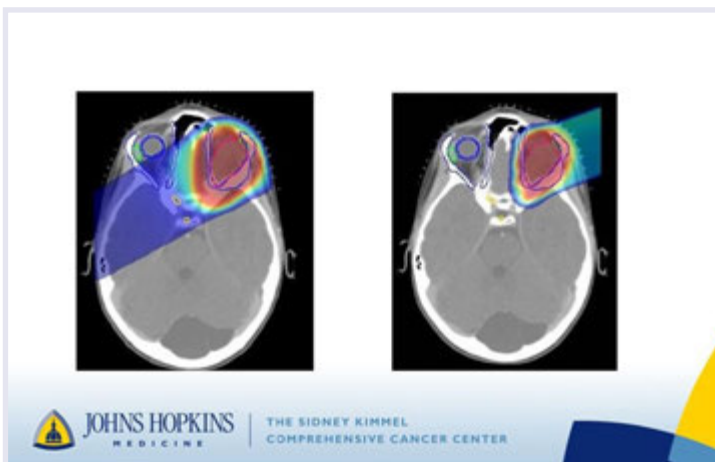 JOHNS HOPKINS
MEDICINE
THE SIDNEY KIMMEL
COMPREHENSIVE CANCER CENTER